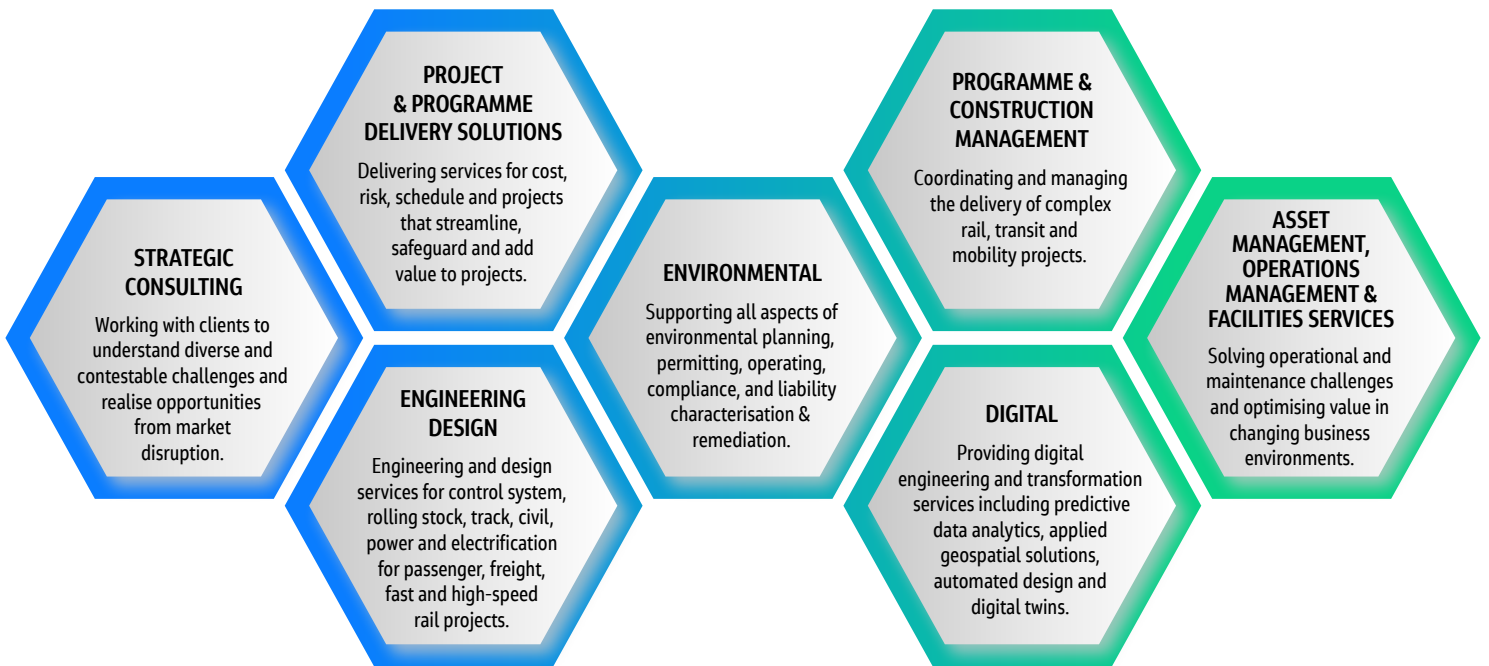 STRATEGIC
CONSULTING
Working with clients to
understand diverse and
contestable challenges and
realise opportunities
from market
disruption.
PROJECT
& PROGRAMME
DELIVERY SOLUTIONS
Delivering services for cost,
risk, schedule and projects
that streamline,
safeguard and add
value to projects.
ENGINEERING
DESIGN
Engineering and design
services for control system,
rolling stock, track, civil,
power and electrification
for passenger, freight,
fast and high-speed
rail projects.
ENVIRONMENTAL
Supporting all aspects of
environmental planning,
permitting, operating,
compliance, and liability
characterisation &
remediation.
PROGRAMME &
CONSTRUCTION
MANAGEMENT
Coordinating and managing
the delivery of complex
rail, transit and
mobility projects.
DIGITAL
Providing digital
engineering and transformation
services including predictive
data analytics, applied
geospatial solutions,
automated design and
digital twins.
ASSET
MANAGEMENT,
OPERATIONS
MANAGEMENT &
FACILITIES SERVICES
Solving operational and
maintenance challenges
and optimising value in
changing business
environments.